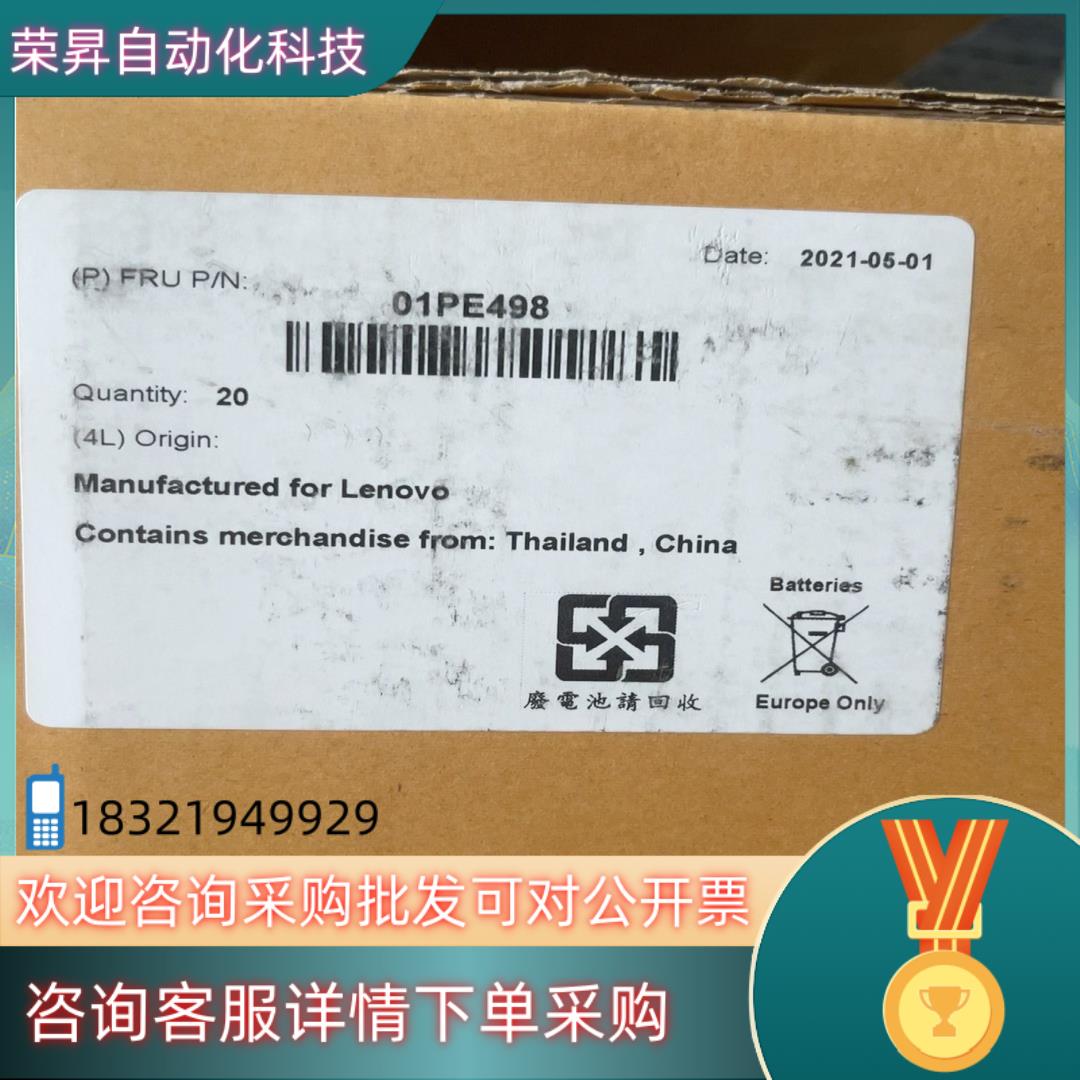 荣昇自动化科技
Date: 2021-05-01
(P) FRU P/N:
01PE498
Quantity: 20
(4L) Origin:
Manufactured for Lenovo
Contains merchandise from: Thailand , China
Batteries
廢電池請回收
Europe Only
18321949929
欢迎咨询采购批发可对公开票
咨询客服详情下单采购